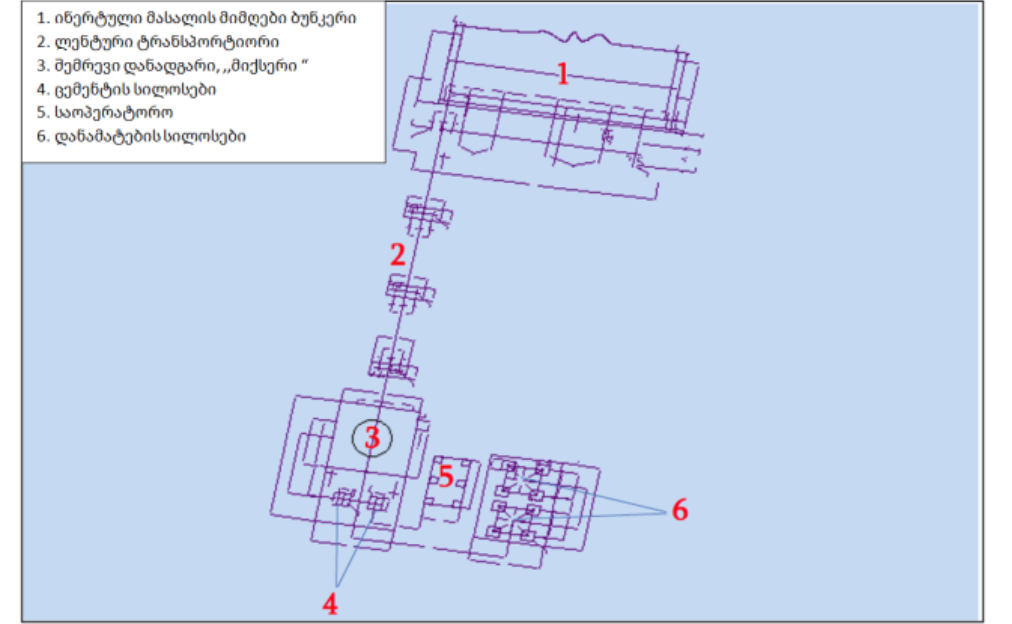 1. ინერტული მასალის მიმღები ბუნკერი
2. ლენტური ტრანსპორტიორი
3. შემრევი დანადგარი, ,,მიქსერი “
4. ცემენტის სილოსები
5. საოპერატორო
6. დანამატების სილოსები
1
2
3
5
6
4